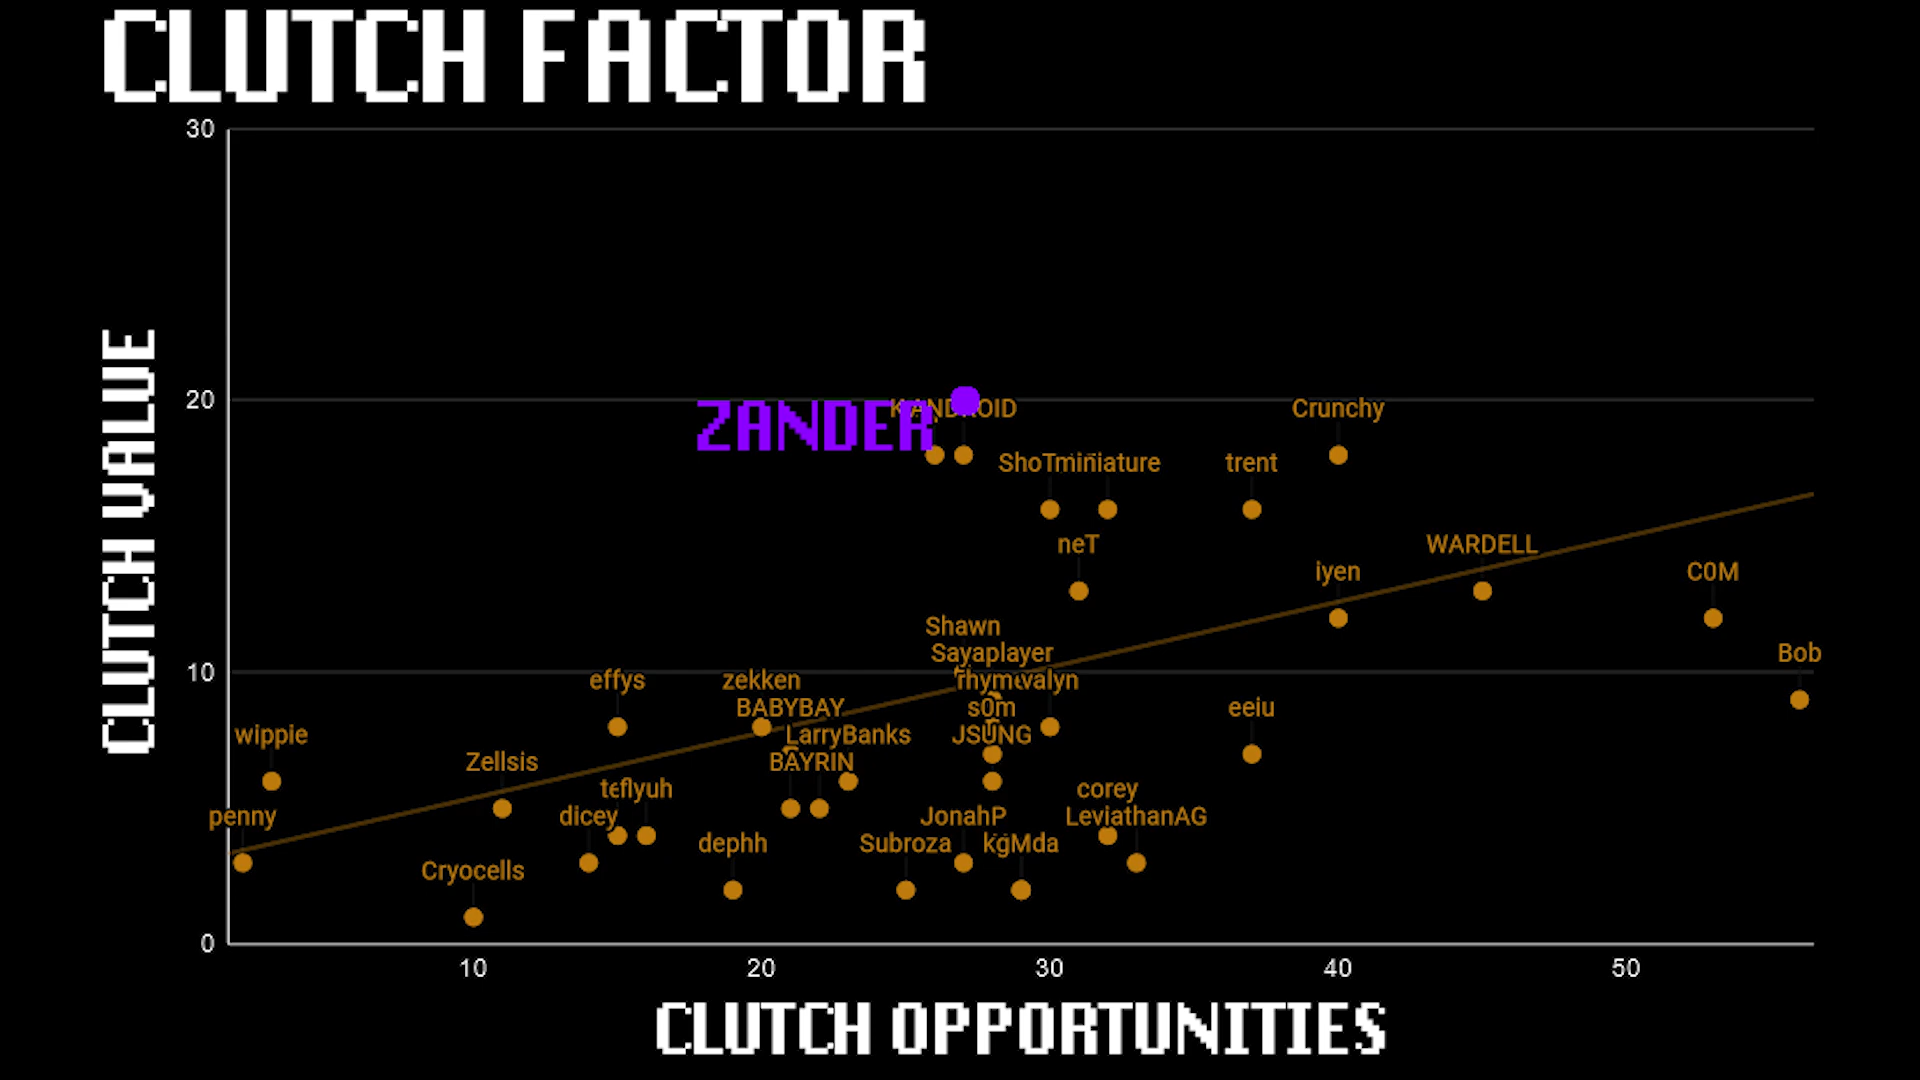 CLUTCH FACTOR
CLUTCH VALUE
30
20
10
0
ZANDER
Crunchy
ShoT
miniature
trent
neT
WARDELL
iyen
C0M
Shawn
Sayaplayer
Bob
effys
zekken
valyn
BABYBAY
s0m
eeiu
wippie
LarryBanks
JSUNG
Zellsis
BAYRIN
flyuh
corey
penny
dicey
JonahP
LeviathanAG
dephh
Subroza
kgMda
Cryocells
10
20
30
40
50
CLUTCH OPPORTUNITIES